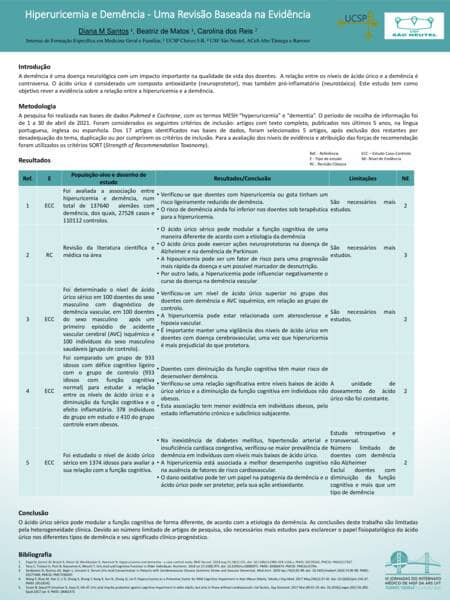 Hiperuricemia e Demência - Uma Revisão Baseada na Evidência
Diana M Santos ¹, Beatriz de Matos ², Carolina dos Reis ²
Interno de Formação Específica em Medicina Geral e Familiar, ¹ UCSP Chaves I B, ² USF São Neutel, ACeS Alto Tâmega e Barroso
UCSP
USF
SÃO NEUTEL
Introdução
A demência é uma doença neurológica com um impacto importante na qualidade de vida dos doentes. A relação entre os níveis de ácido úrico e a demência é
controversa. O ácido úrico é considerado um composto antioxidante (neuroprotetor), mas também pró-inflamatório (neurotóxico). Este estudo tem como
objetivo rever a evidência sobre a relação entre a hiperuricemia e a demência.
Metodologia
A pesquisa foi realizada nas bases de dados Pubmed e Cochrane, com os termos MESH "hyperuricemia" e "dementia". O período de recolha de informação foi
de 1 a 30 de abril de 2021. Foram considerados os seguintes critérios de inclusão: artigos com texto completo, publicados nos últimos 5 anos, na língua
portuguesa, inglesa ou espanhola. Dos 17 artigos identificados nas bases de dados, foram selecionados 5 artigos, após exclusão dos restantes por
desadequação do tema, duplicação ou por não cumprirem os critérios de inclusão. Para a avaliação dos níveis de evidência e atribuição das forças de recomendação
foram utilizados os critérios SORT (Strength of Recommendation Taxonomy).
Resultados
Ref. - Referência
E - Tipo de estudo
RC - Revisão Clássica
ECC – Estudo Caso-Controlo
NE- Nível de Evidência
Ref. E População-alvo e desenho de estudo Resultados/Conclusão Limitações NE
1 ECC Foi avaliada a associação entre hiperuricemia e demência, num total de 137640 alemães com demência, dos quais, 27528 casos e 110112 controlos.
• Verificou-se que doentes com hiperuricemia ou gota tinham um risco ligeiramente reduzido de demência.
• O risco de demência ainda foi inferior nos doentes sob terapêutica para a hiperuricemia.
São necessários mais estudos. 2
2 RC Revisão da literatura científica e médica na área
• O ácido úrico sérico pode modular a função cognitiva de uma maneira diferente de acordo com a etiologia da demência
• O ácido úrico pode exercer ações neuroprotetoras na doença de Alzheimer e na demência de Parkinson
• A hipouricémia pode ser um fator de risco para uma progressão mais rápida da doença e um possível marcador de desnutrição.
• Por outro lado, a hiperuricemia pode influenciar negativamente o curso da doença na demência vascular
São necessários mais estudos. 3
3 ECC Foi determinado o nível de ácido úrico sérico em 100 doentes do sexo masculino com diagnóstico de demência vascular, em 100 doentes do sexo masculino após um primeiro episódio de acidente vascular cerebral (AVC) isquémico e 100 indivíduos do sexo masculino saudáveis (grupo de controlo).
• Verificou-se um nível de ácido úrico superior no grupo dos doentes com demência e AVC isquémico, em relação ao grupo de controlo.
• A hiperuricemia pode estar relacionada com aterosclerose e hipoxia vascular.
• É importante manter uma vigilância dos níveis de ácido úrico em doentes com doença cerebrovascular, uma vez que hiperuricemia é mais prejudicial do que protetora.
São necessários mais estudos. 2
4 ECC Foi comparado um grupo de 933 idosos com défice cognitivo ligeiro com o grupo de controlo (933 idosos com função cognitiva normal) para estudar a relação entre os níveis de ácido úrico e a diminuição da função cognitiva e o efeito inflamatório. 378 indivíduos do grupo em estudo e 410 do grupo controle eram obesos.
• Doentes com diminuição da função cognitiva têm maior risco de desenvolver demência.
• Verificou-se uma relação significativa entre níveis baixos de ácido úrico sérico e a diminuição da função cognitiva em indivíduos não obesos.
• Esta associação tem menor evidência em indivíduos obesos, pelo estado inflamatório crónico e subclínico subjacente.
A unidade de doseamento do ácido úrico não foi constante. 2
5 ECC Foi estudado o nível de ácido úrico sérico em 1374 idosos para avaliar a sua relação com a função cognitiva.
• Na inexistência de diabetes mellitus, hipertensão arterial e insuficiência cardíaca congestiva, verificou-se maior prevalência de demência em indivíduos com níveis mais baixos de ácido úrico.
• A hiperuricemia está associada a melhor desempenho cognitivo na ausência de fatores de risco cardiovascular.
• O dano oxidativo pode ter um papel na patogenia da demência e o ácido úrico pode ser protetor, pela sua ação antioxidante.
Estudo retrospetivo e transversal.
Número limitado de doentes com demência não Alzheimer
Exclui doentes com diminuição da função cognitiva e mais que um tipo de demência
2
Conclusão
O ácido úrico sérico pode modular a função cognitiva de forma diferente, de acordo com a etiologia da demência. As conclusões deste trabalho são limitadas
pela heterogeneidade clínica. Devido ao número limitado de artigos de pesquisa, são necessários mais estudos para esclarecer o papel fisiopatológico do ácido
úrico nos diferentes tipos de demência e seu significado clínico-prognóstico.
Bibliografia